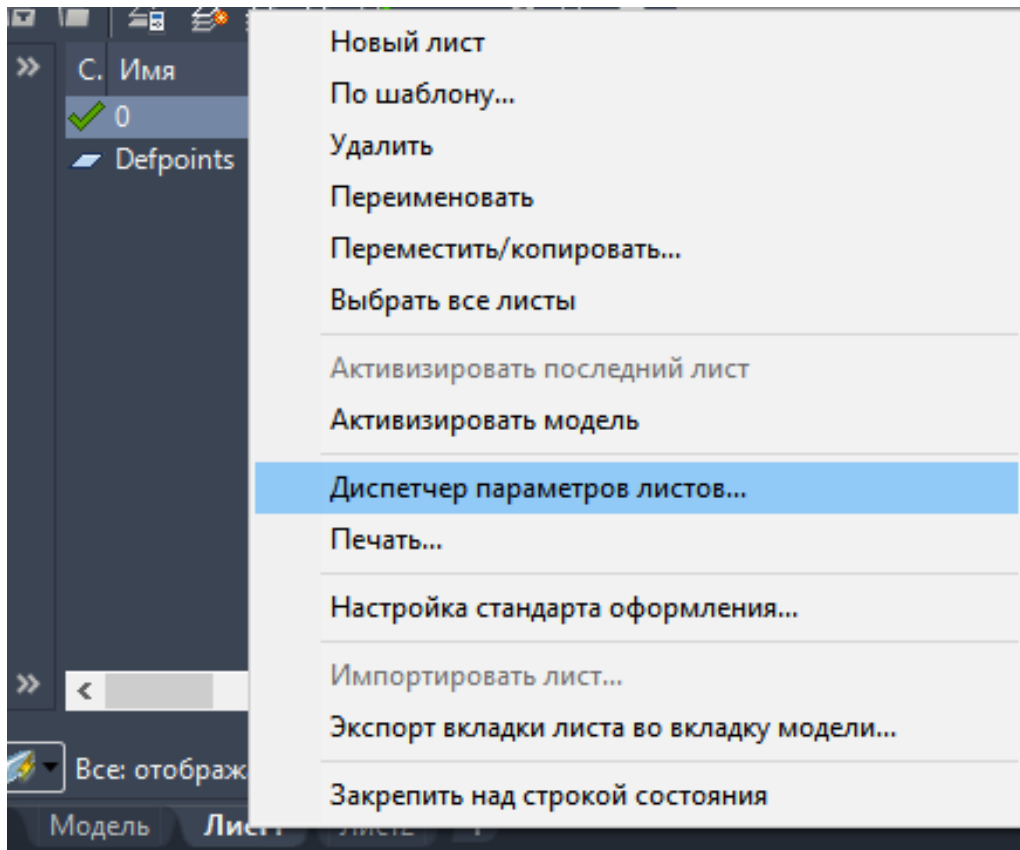 С. Имя
0
Defpoints
Новый лист
По шаблону...
Удалить
Переименовать
Переместить/копировать...
Выбрать все листы
Активизировать последний лист
Активизировать модель
Диспетчер параметров листов...
Печать...
Настройка стандарта оформления...
Импортировать лист...
Экспорт вкладки листа во вкладку модели...
Закрепить над строкой состояния
Все: отображ
Модель Лист1 Лист2 +